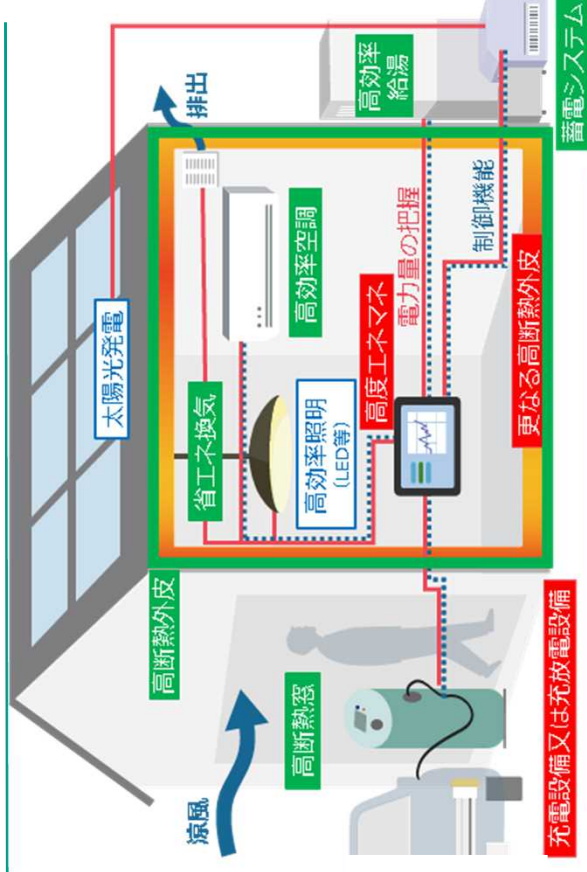 太陽光発電
排出
高効率
給湯
蓄電システム
省エネ換気
高効率空調
高断熱外皮
高効率照明
(LED等)
高度エネマネ
電力量の把握
制御機能
更なる高断熱外皮
涼風
高断熱窓
充電設備又は充放電設備